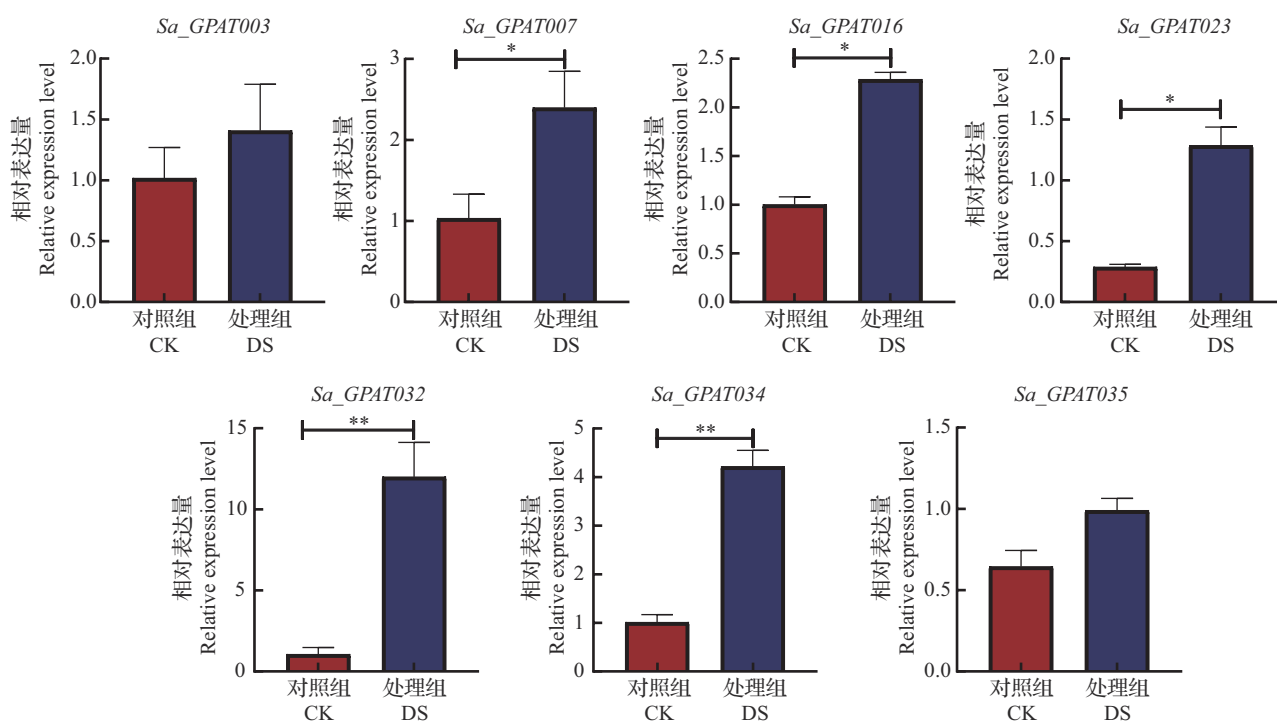 Sa_GPAT003
相对表达量
Relative expression level
2.0
1.5
1.0
0.5
0.0
对照组
CK
处理组
DS
Sa_GPAT007
相对表达量
Relative expression level
3
2
1
0
*
对照组
CK
处理组
DS
Sa_GPAT016
相对表达量
Relative expression level
2.5
2.0
1.5
1.0
0.5
0.0
*
对照组
CK
处理组
DS
Sa_GPAT023
相对表达量
Relative expression level
2.0
1.5
1.0
0.5
0.0
*
对照组
CK
处理组
DS
Sa_GPAT032
相对表达量
Relative expression level
15
10
5
0
**
对照组
CK
处理组
DS
Sa_GPAT034
相对表达量
Relative expression level
5
4
3
2
1
0
**
对照组
CK
处理组
DS
Sa_GPAT035
相对表达量
Relative expression level
1.5
1.0
0.5
0.0
对照组
CK
处理组
DS